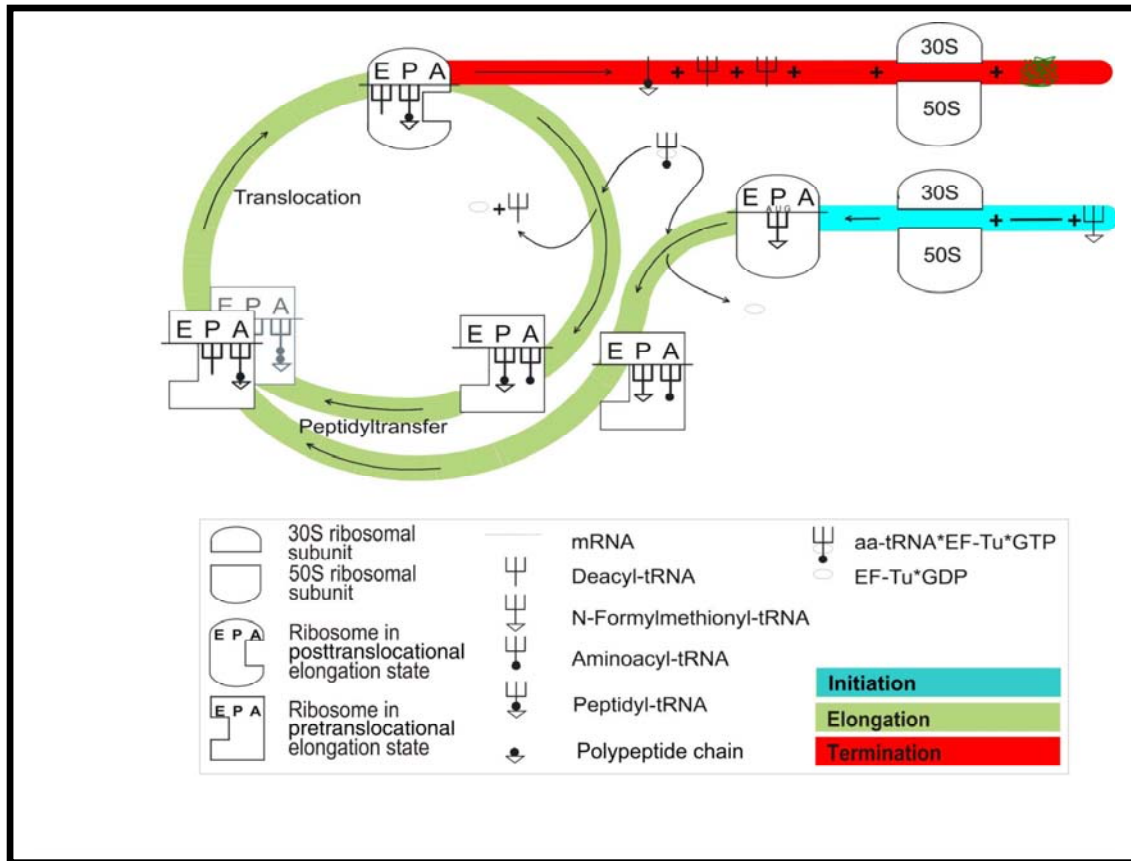 30S
E P A
+ + + + +
50S
30S
E P A
AUG
Translocation
+
+ +
50S
E P A
E P A
E P A
E P A
Peptidyltransfer
30S ribosomal
subunit
50S ribosomal
subunit
E P A
Ribosome in
posttranslocational
elongation state
E P A
Ribosome in
pretranslocational
elongation state
mRNA
Deacyl-tRNA
N-Formylmethionyl-tRNA
Aminoacyl-tRNA
Peptidyl-tRNA
Polypeptide chain
aa-tRNA*EF-Tu*GTP
EF-Tu*GDP
Initiation
Elongation
Termination